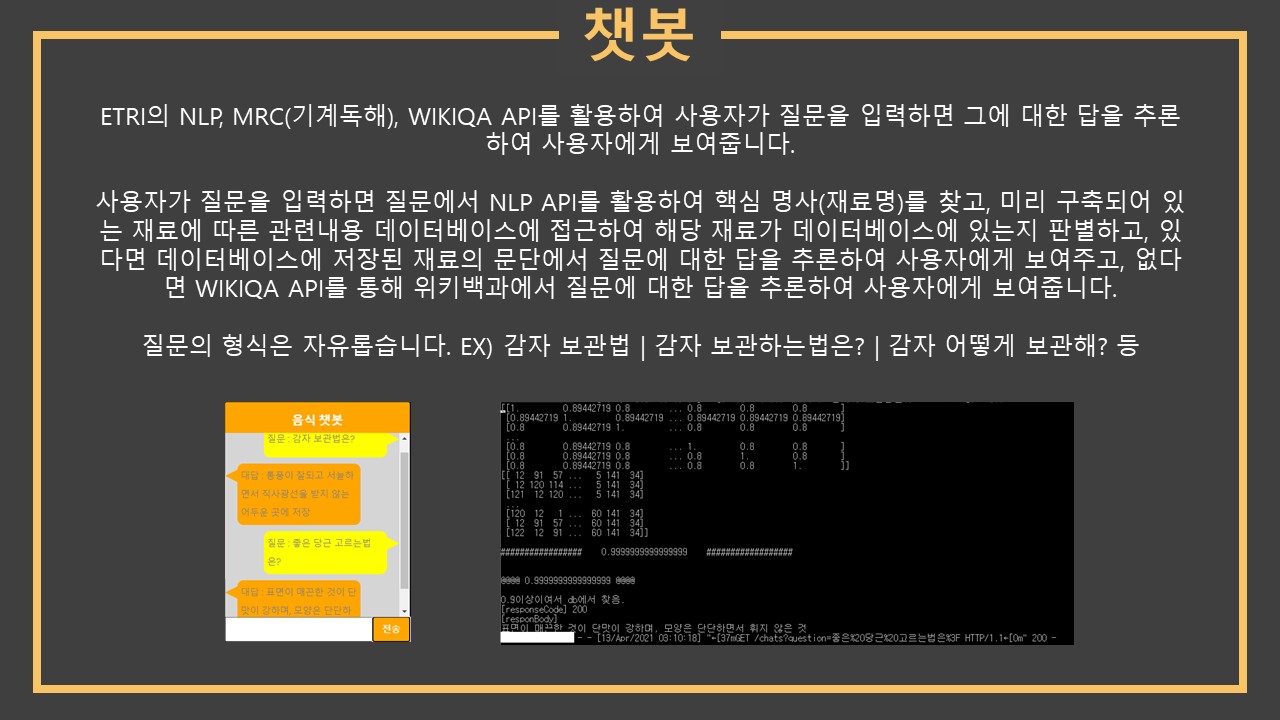 챗봇
ETRI의 NLP, MRC(기계독해), WIKIQA API를 활용하여 사용자가 질문을 입력하면 그에 대한 답을 추론
하여 사용자에게 보여줍니다.
사용자가 질문을 입력하면 질문에서 NLP API를 활용하여 핵심 명사(재료명)를 찾고, 미리 구축되어 있
는 재료에 따른 관련내용 데이터베이스에 접근하여 해당 재료가 데이터베이스에 있는지 판별하고, 있
다면 데이터베이스에 저장된 재료의 문단에서 질문에 대한 답을 추론하여 사용자에게 보여주고, 없다
면 WIKIQA API를 통해 위키백과에서 질문에 대한 답을 추론하여 사용자에게 보여줍니다.
질문의 형식은 자유롭습니다. EX) 감자 보관법 | 감자 보관하는법은? | 감자 어떻게 보관해? 등
음식 챗봇
질문 : 감자 보관법은?
대답 : 통풍이 잘되고 서늘하
면서 직사광선을 받지 않는
어두운 곳에 저장
질문 : 좋은 당근 고르는법
은?
대답 : 표면이 매끈한 것이 단
맛이 강하며, 모양은 단단하
전송
[[1. 0.89442719 0.8 ... 0.8 0.8 0.8 ]
[0.89442719 1. 0.89442719 ... 0.89442719 0.89442719 0.89442719]
[0.8 0.89442719 1. ... 0.8 0.8 0.8 ]
...
[0.8 0.89442719 0.8 ... 1. 0.8 0.8 ]
[0.8 0.89442719 0.8 ... 0.8 1. 0.8 ]
[0.8 0.89442719 0.8 ... 0.8 0.8 1. ]]
[[ 12 91 57 ... 5 141 34]
[ 12 120 114 ... 5 141 34]
[121 12 120 ... 5 141 34]
...
[120 12 1 ... 60 141 34]
[ 12 91 57 ... 60 141 34]
[122 12 91 ... 60 141 34]]
################# 0.9999999999999999 ##################
@@@@ 0.9999999999999999 @@@@
0.9이상이여서 db에서 찾음.
[responseCode] 200
[responBody]
표면이 매끈한 것이 단맛이 강하며, 모양은 단단하면서 휘지 않은 것
- - [13/Apr/2021 03:10:18] "←[37mGET /chats?question=좋은%20당근%20고르는법은%3F HTTP/1.1←[0m" 200 -